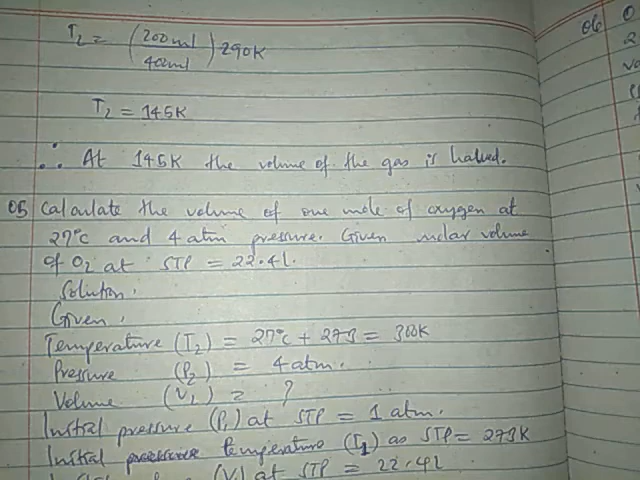 T2 = (200ml / 400ml) 290K
T2 = 145K
∴ At 145K the volume of the gas is halved.
05 Calculate the volume of one mole of oxygen at
27°c and 4 atm pressure. Given molar volume
of O2 at STP = 22.4l.
Solution.
Given,
Temperature (T2) = 27°c + 273 = 300K
Pressure (P2) = 4 atm.
Volume (V1) = ?
Initial pressure (P1) at STP = 1 atm.
Initial temperature (T1) as STP = 273K
(V) at STP = 22.4l
06